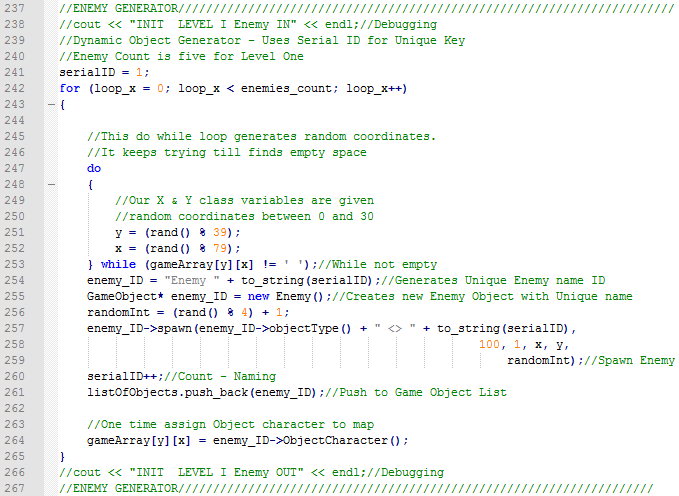 237 //ENEMY GENERATOR///////////////////////////////////////////////////////////////////////
238 //cout << "INIT  LEVEL I Enemy IN" << endl;//Debugging
239 //Dynamic Object Generator - Uses Serial ID for Unique Key
240 //Enemy Count is five for Level One
241 serialID = 1;
242 for (loop_x = 0; loop_x < enemies_count; loop_x++)
243 {
244
245     //This do while loop generates random coordinates.
246     //It keeps trying till finds empty space
247     do
248     {
249         //Our X & Y class variables are given
250         //random coordinates between 0 and 30
251         y = (rand() % 39);
252         x = (rand() % 79);
253     } while (gameArray[y][x] != ' ');//While not empty
254     enemy_ID = "Enemy " + to_string(serialID);//Generates Unique Enemy name ID
255     GameObject* enemy_ID = new Enemy();//Creates new Enemy Object with Unique name
256     randomInt = (rand() % 4) + 1;
257     enemy_ID->spawn(enemy_ID->objectType() + " <> " + to_string(serialID),
258                                                             100, 1, x, y,
259                                                                 randomInt);//Spawn Enemy
260     serialID++;//Count - Naming
261     listOfObjects.push_back(enemy_ID);//Push to Game Object List
262
263     //One time assign Object character to map
264     gameArray[y][x] = enemy_ID->ObjectCharacter();
265 }
266 //cout << "INIT  LEVEL I Enemy OUT" << endl;//Debugging
267 //ENEMY GENERATOR////////////////////////////////////////////////////////////////////